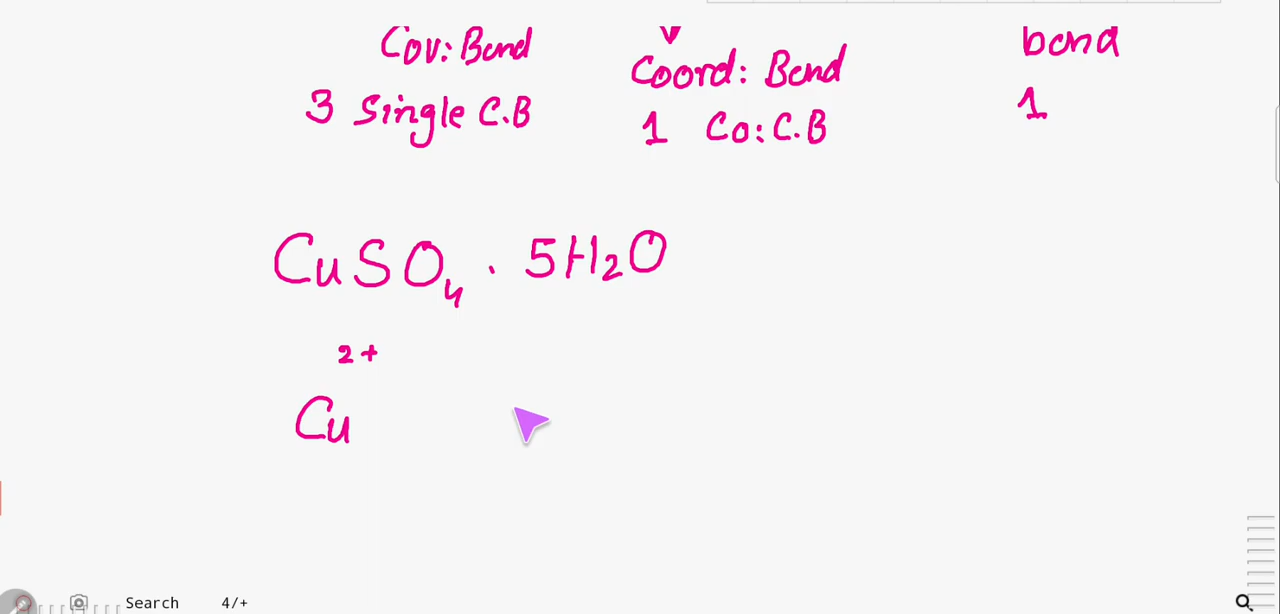 Cov: Bond
Coord: Bond
bond
3 Single C.B
1 Co: C.B
1
CuSO4 . 5H2O
2+
Cu
Search 4/+